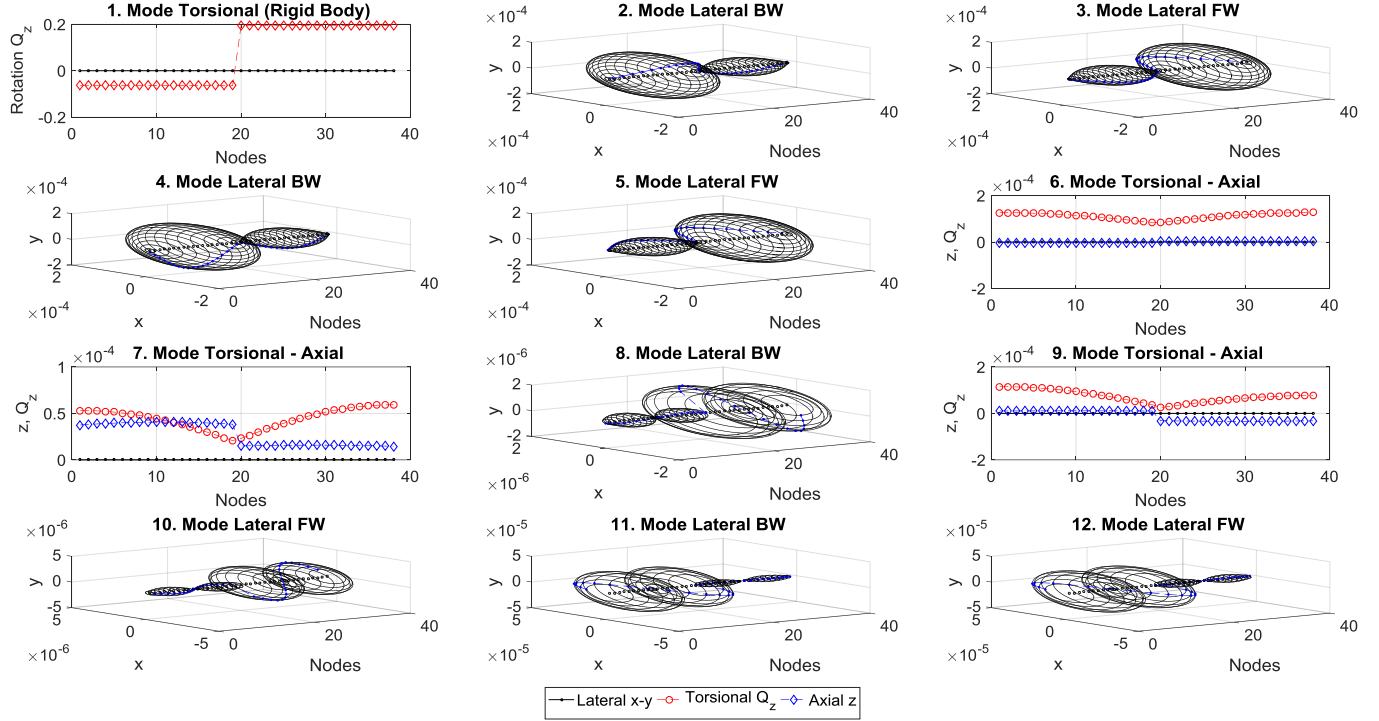 1. Mode Torsional (Rigid Body)
Rotation Q_z
0.2
0
-0.2
0 10 20 30 40
Nodes
2. Mode Lateral BW
×10^-4
y
2
0
-2
2
0
-2
×10^-4
x
0
20
40
Nodes
3. Mode Lateral FW
×10^-4
y
2
0
-2
2
0
-2
×10^-4
x
0
20
40
Nodes
4. Mode Lateral BW
×10^-4
y
2
0
-2
2
0
-2
×10^-4
x
0
20
40
Nodes
5. Mode Lateral FW
×10^-4
y
2
0
-2
2
0
-2
×10^-4
x
0
20
40
Nodes
6. Mode Torsional - Axial
×10^-4
z, Q_z
2
0
-2
0 10 20 30 40
Nodes
7. Mode Torsional - Axial
×10^-4
z, Q_z
1
0.5
0
0 10 20 30 40
Nodes
8. Mode Lateral BW
×10^-6
y
2
0
-2
2
0
-2
×10^-6
x
0
20
40
Nodes
9. Mode Torsional - Axial
×10^-4
z, Q_z
2
0
-2
0 10 20 30 40
Nodes
10. Mode Lateral FW
×10^-6
y
5
0
-5
5
0
-5
×10^-6
x
0
20
40
Nodes
11. Mode Lateral BW
×10^-5
y
5
0
-5
5
0
-5
×10^-5
x
0
20
40
Nodes
12. Mode Lateral FW
×10^-5
y
5
0
-5
5
0
-5
×10^-5
x
0
20
40
Nodes
Lateral x-y Torsional Q_z Axial z